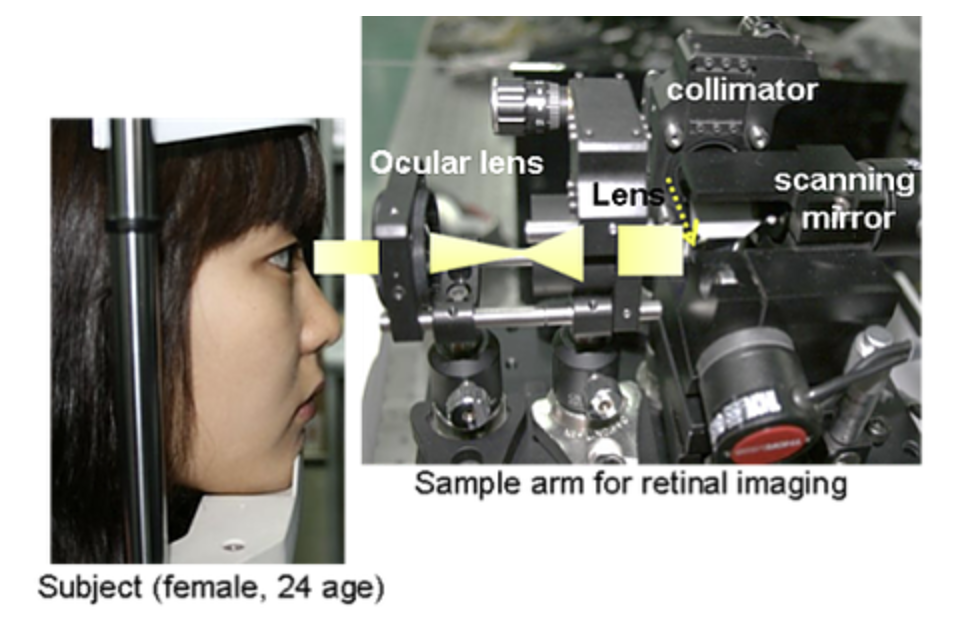 collimator
Ocular lens
Lens
scanning
mirror
Sample arm for retinal imaging
Subject (female, 24 age)